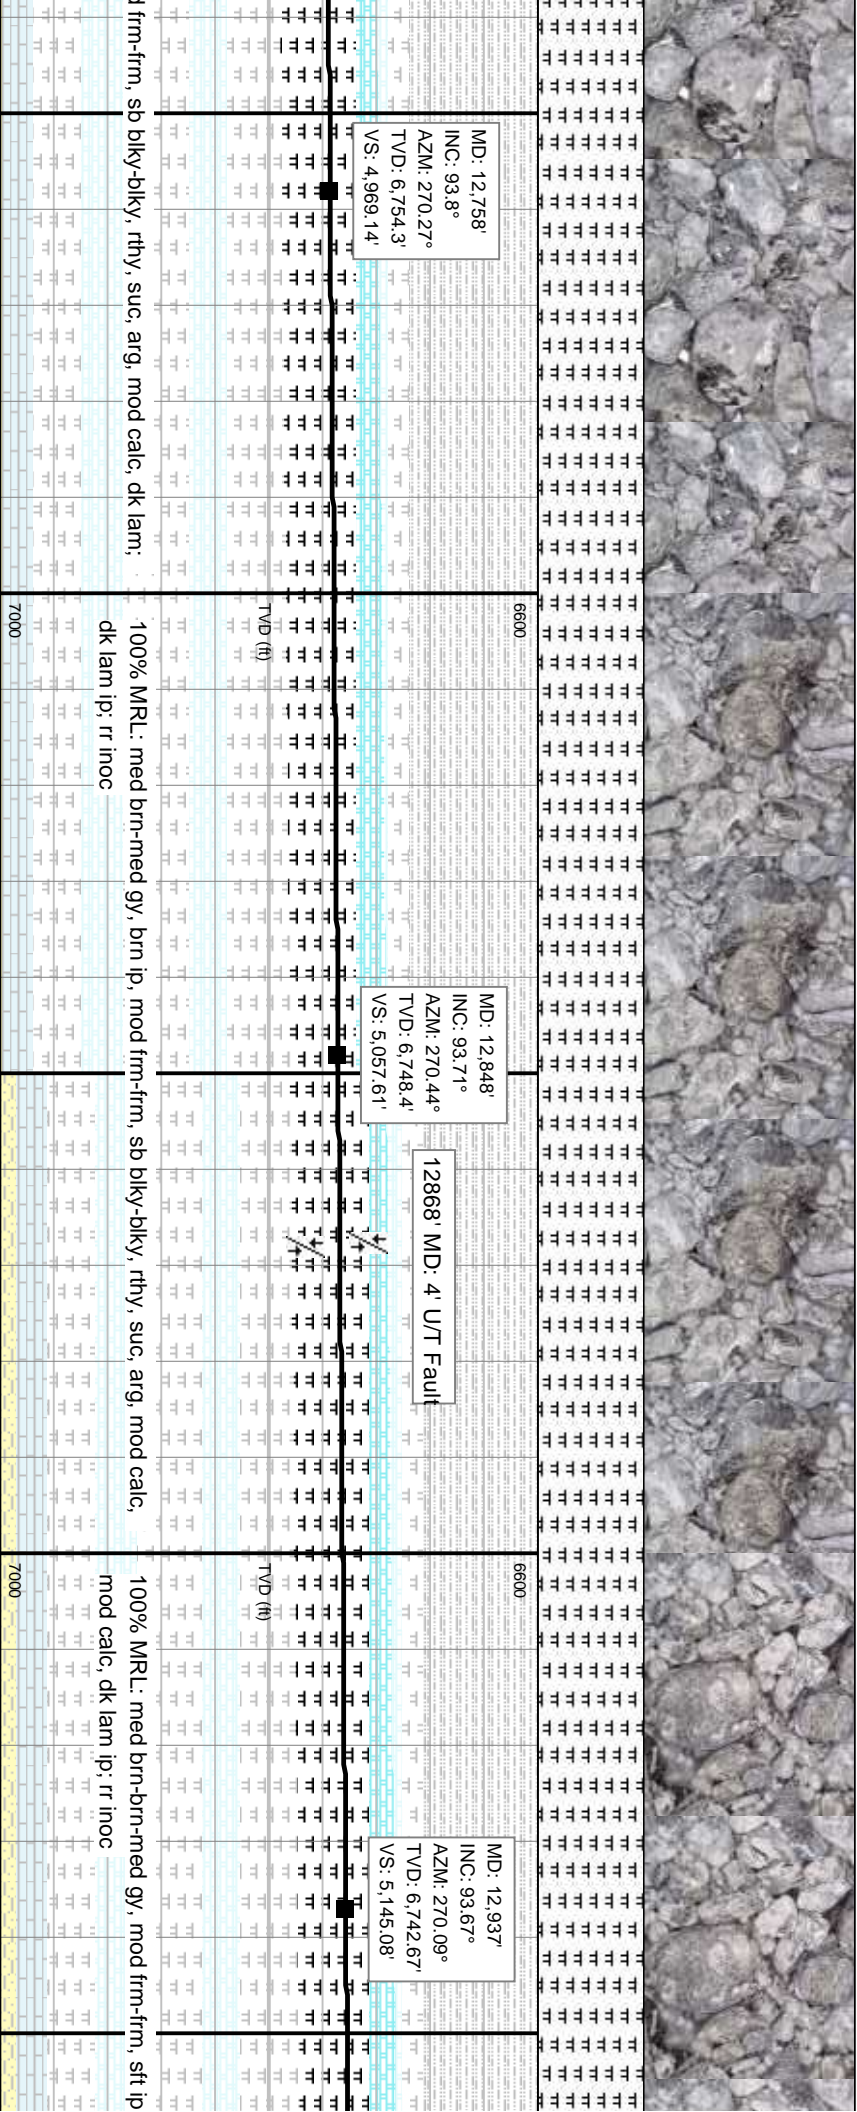 d frm-frm, sb blky-blky, rthy, suc, arg, mod calc, dk lam;
MD: 12,758'
INC: 93.8°
AZM: 270.27°
TVD: 6,754.3'
VS: 4,969.14'
6600
TVD (ft)
7000
100% MRL: med brn-med gy, brn ip, mod frm-frm, sb blky-blky, rthy, suc, arg, mod calc,
dk lam ip; rr inoc
MD: 12,848'
INC: 93.71°
AZM: 270.44°
TVD: 6,748.4'
VS: 5,057.61'
12868' MD: 4' U/T Fault
6600
TVD (ft)
7000
100% MRL: med brn-brn-med gy, mod frm-frm, sft ip
mod calc, dk lam ip; rr inoc
MD: 12,937'
INC: 93.67°
AZM: 270.09°
TVD: 6,742.67'
VS: 5,145.08'